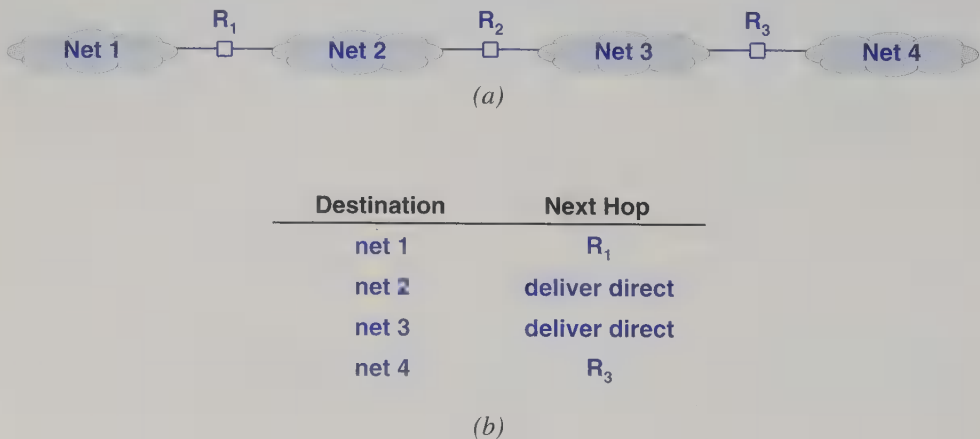 R₁ R₂ R₃
Net 1 Net 2 Net 3 Net 4
(a)
Destination Next Hop
net 1 R₁
net 2 deliver direct
net 3 deliver direct
net 4 R₃
(b)